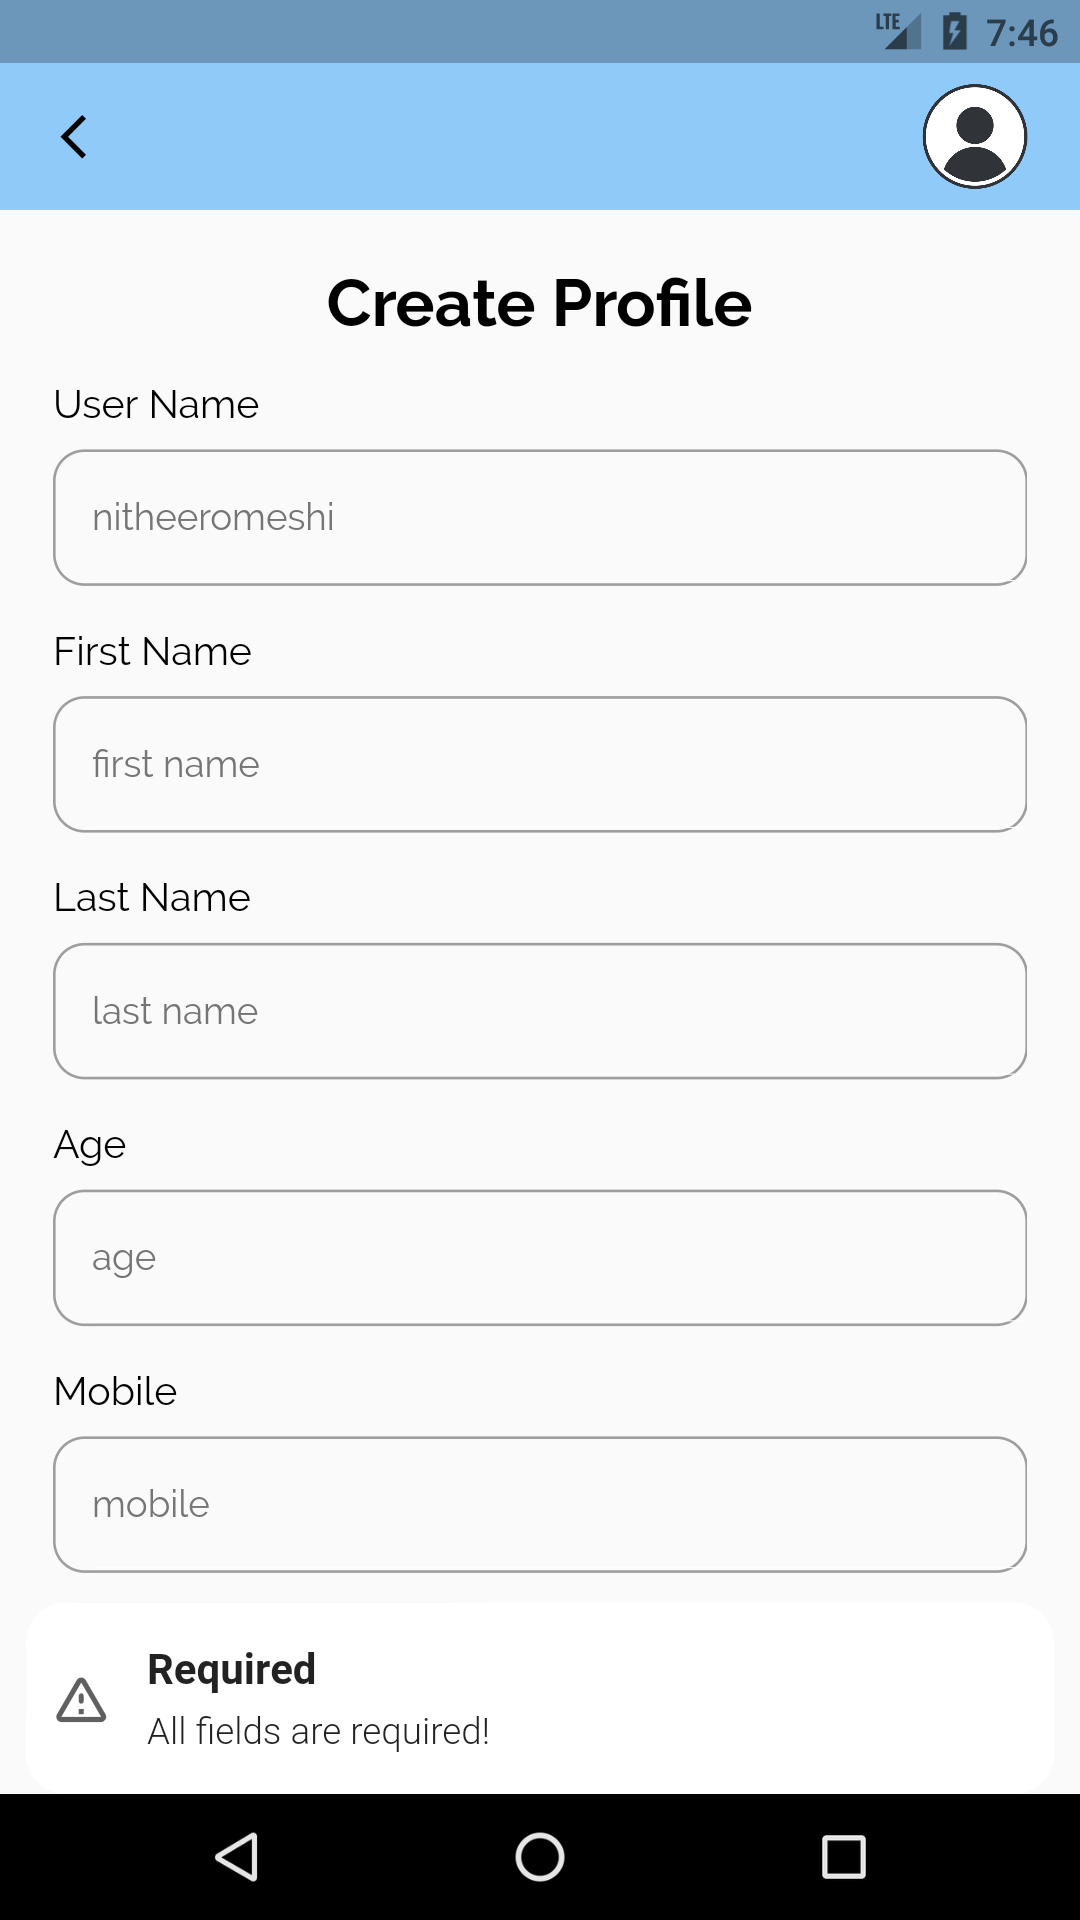 LTE 7:46
Create Profile
User Name
nitheeromeshi
First Name
first name
Last Name
last name
Age
age
Mobile
mobile
Required
All fields are required!